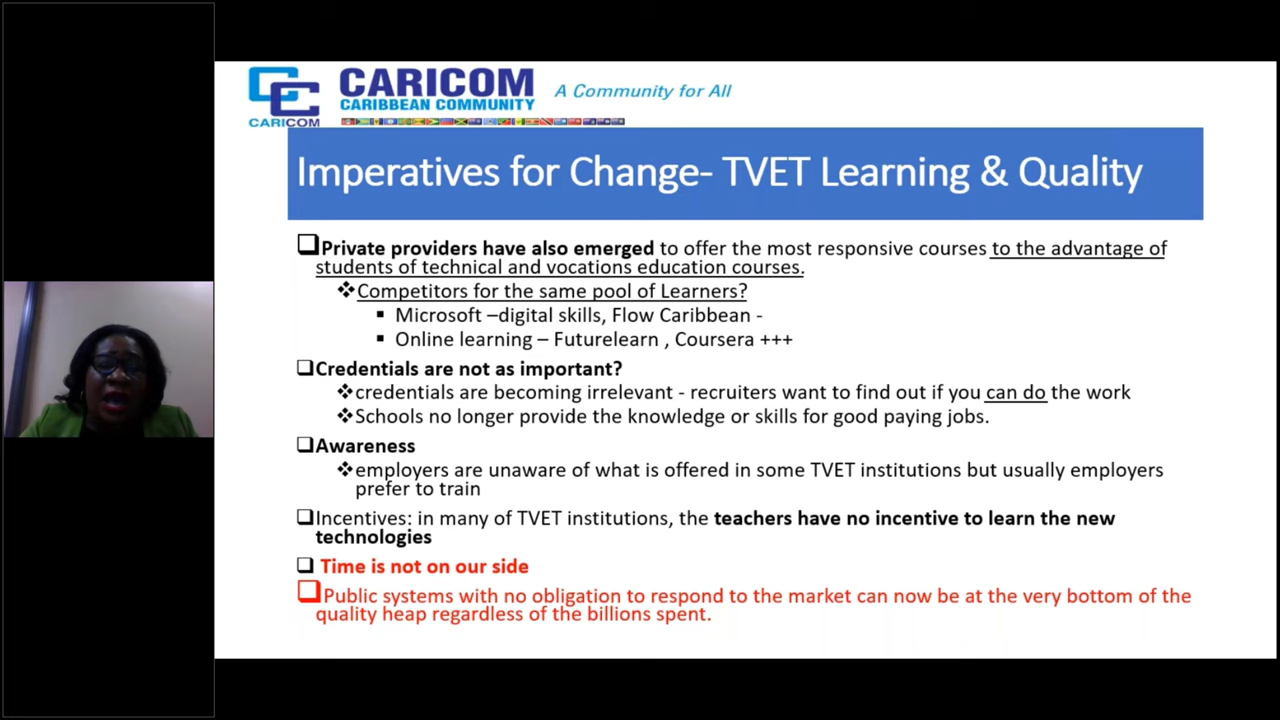 CARICOM
CARICOM
CARIBBEAN COMMUNITY
A Community for All
Imperatives for Change- TVET Learning & Quality
Private providers have also emerged to offer the most responsive courses to the advantage of
students of technical and vocations education courses.
Competitors for the same pool of Learners?
Microsoft –digital skills, Flow Caribbean -
Online learning – Futurelearn , Coursera +++
Credentials are not as important?
credentials are becoming irrelevant - recruiters want to find out if you can do the work
Schools no longer provide the knowledge or skills for good paying jobs.
Awareness
employers are unaware of what is offered in some TVET institutions but usually employers
prefer to train
Incentives: in many of TVET institutions, the teachers have no incentive to learn the new
technologies
Time is not on our side
Public systems with no obligation to respond to the market can now be at the very bottom of the
quality heap regardless of the billions spent.